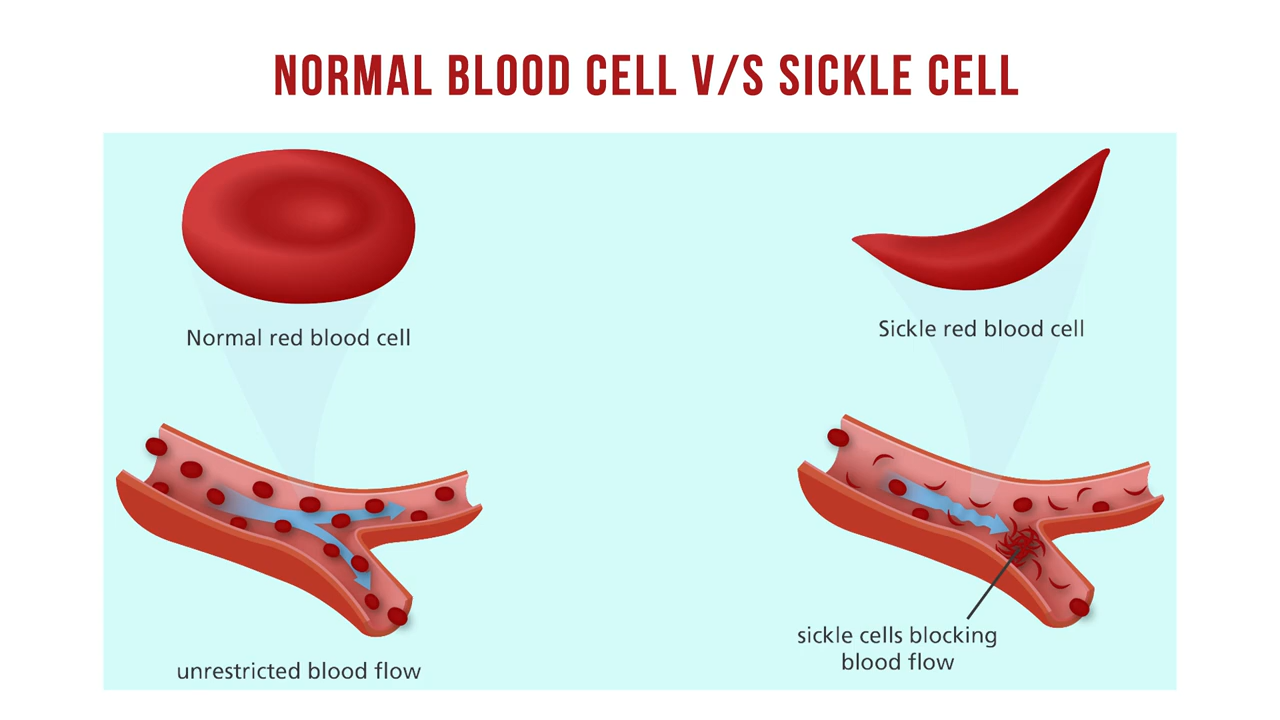 NORMAL BLOOD CELL V/S SICKLE CELL
Normal red blood cell
Sickle red blood cell
unrestricted blood flow
sickle cells blocking
blood flow